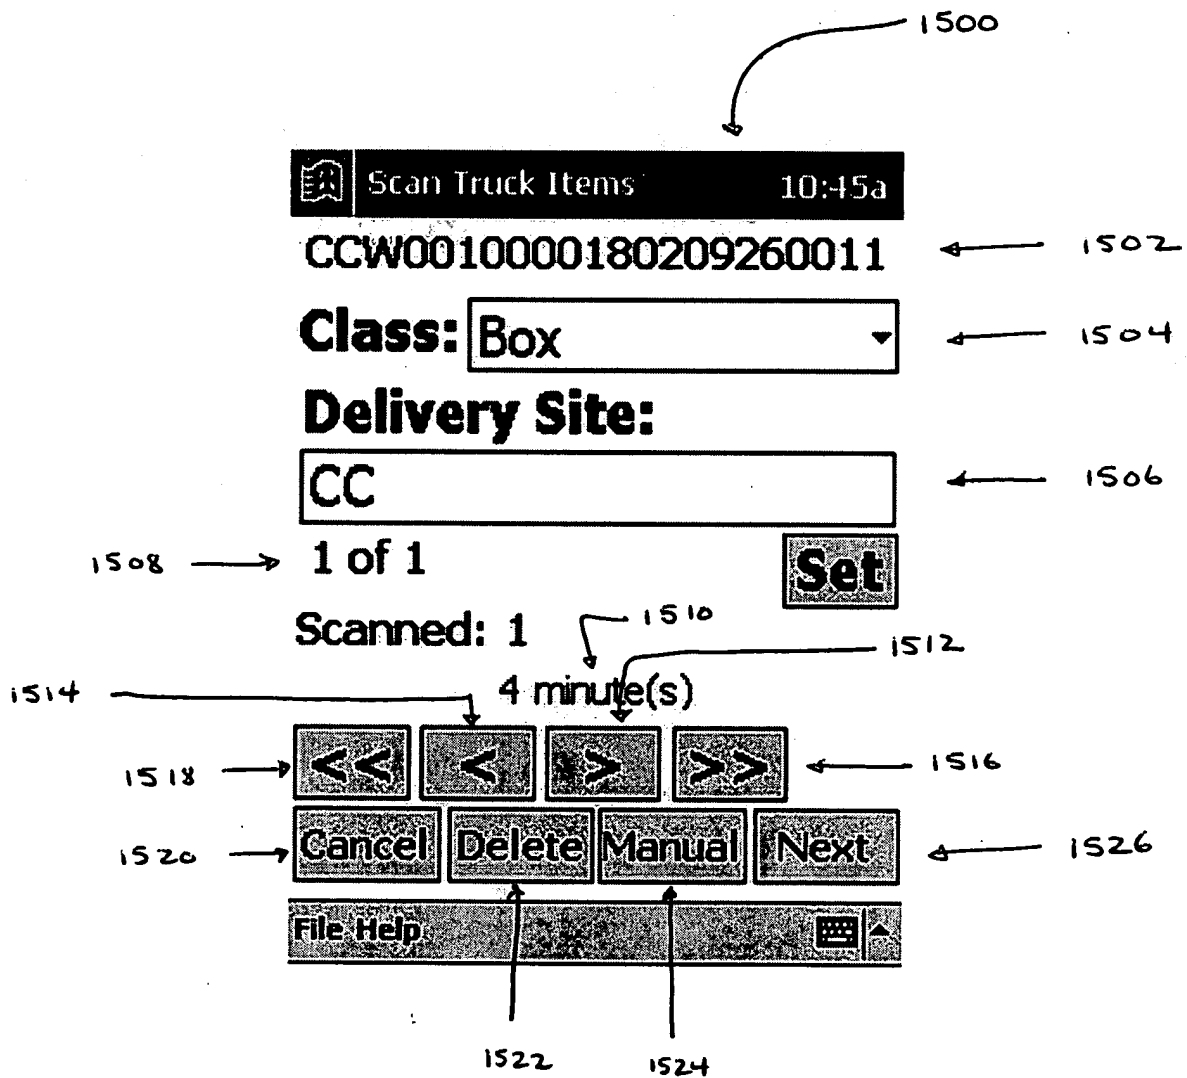 1500
Scan Truck Items 10:45a
CCW0010000180209260011 1502
Class: Box 1504
Delivery Site:
CC 1506
1508 1 of 1 Set
Scanned: 1 1510
1512
1514 4 minute(s)
1518 << < > >> 1516
1520 Cancel Delete Manual Next 1526
File Help
1522 1524